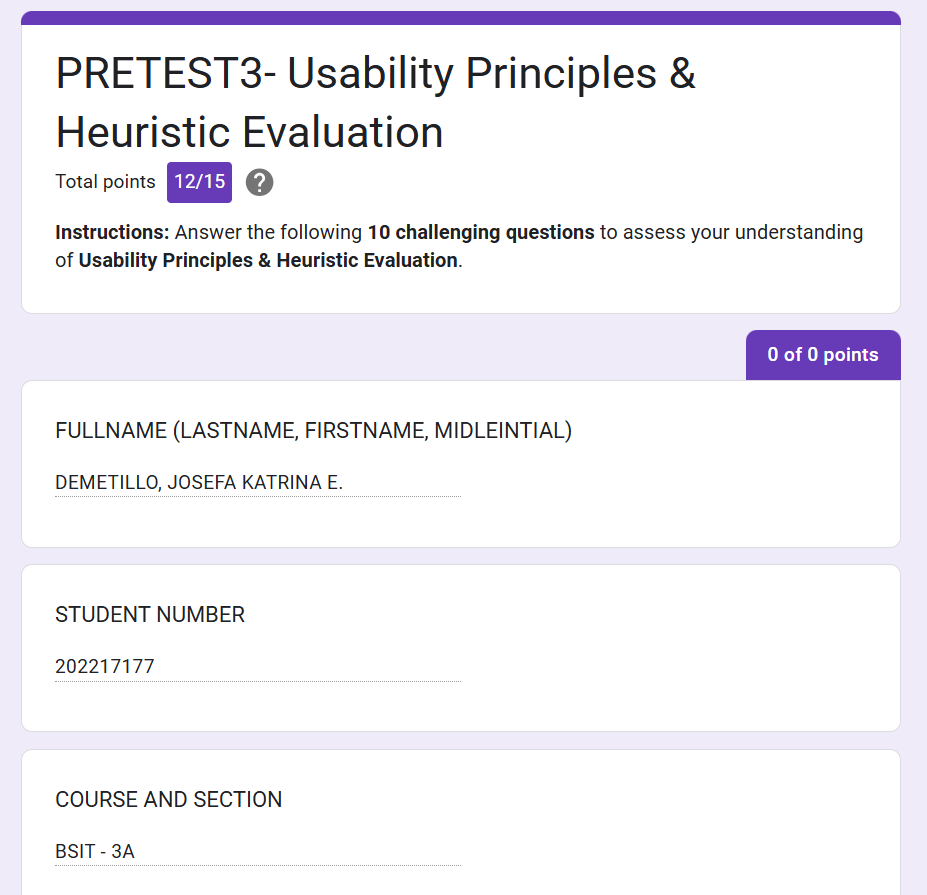 PRETEST3- Usability Principles &
Heuristic Evaluation
Total points 12/15 ?
Instructions: Answer the following 10 challenging questions to assess your understanding
of Usability Principles & Heuristic Evaluation.
0 of 0 points
FULLNAME (LASTNAME, FIRSTNAME, MIDLEINTIAL)
DEMETILLO, JOSEFA KATRINA E.
STUDENT NUMBER
202217177
COURSE AND SECTION
BSIT - 3A